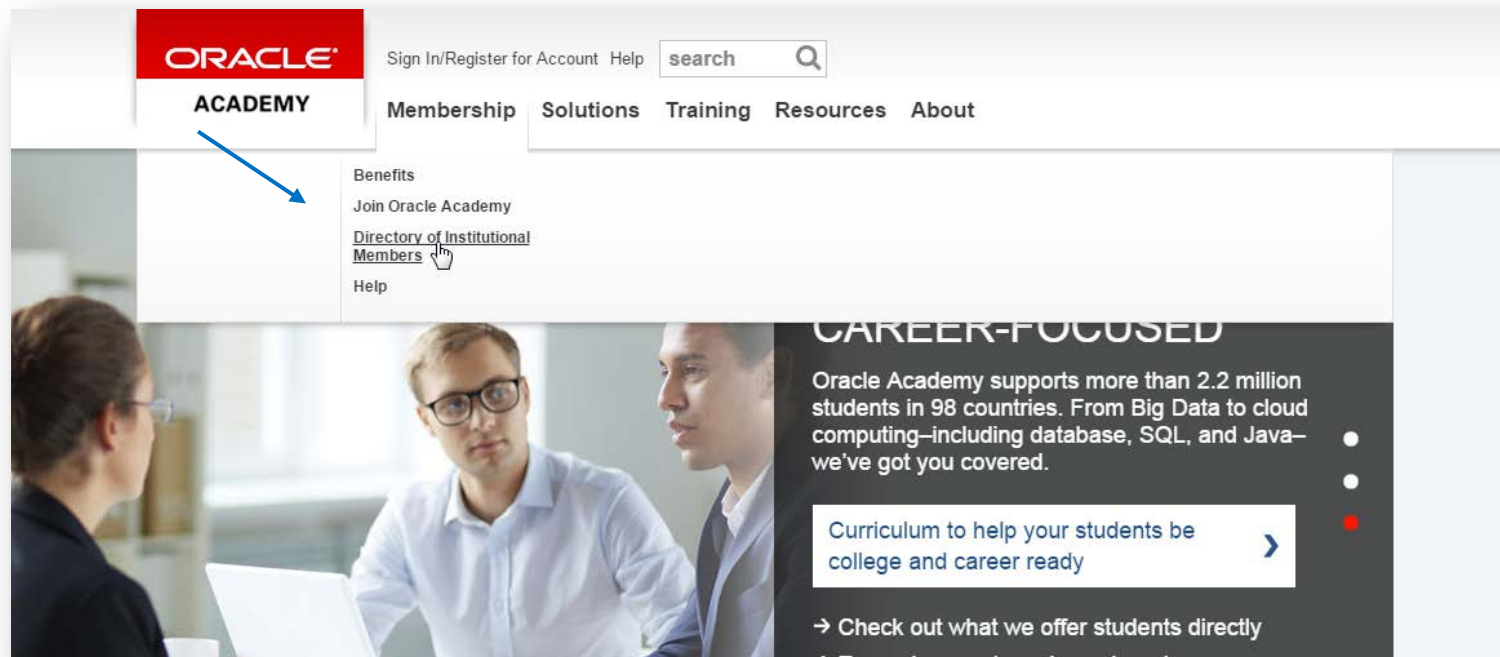 ORACLE
ACADEMY
Sign In/Register for Account Help search
Membership Solutions Training Resources About
Benefits
Join Oracle Academy
Directory of Institutional
Members
Help
CAREER-FOCUSED
Oracle Academy supports more than 2.2 million
students in 98 countries. From Big Data to cloud
computing–including database, SQL, and Java–
we've got you covered.
Curriculum to help your students be
college and career ready
→ Check out what we offer students directly